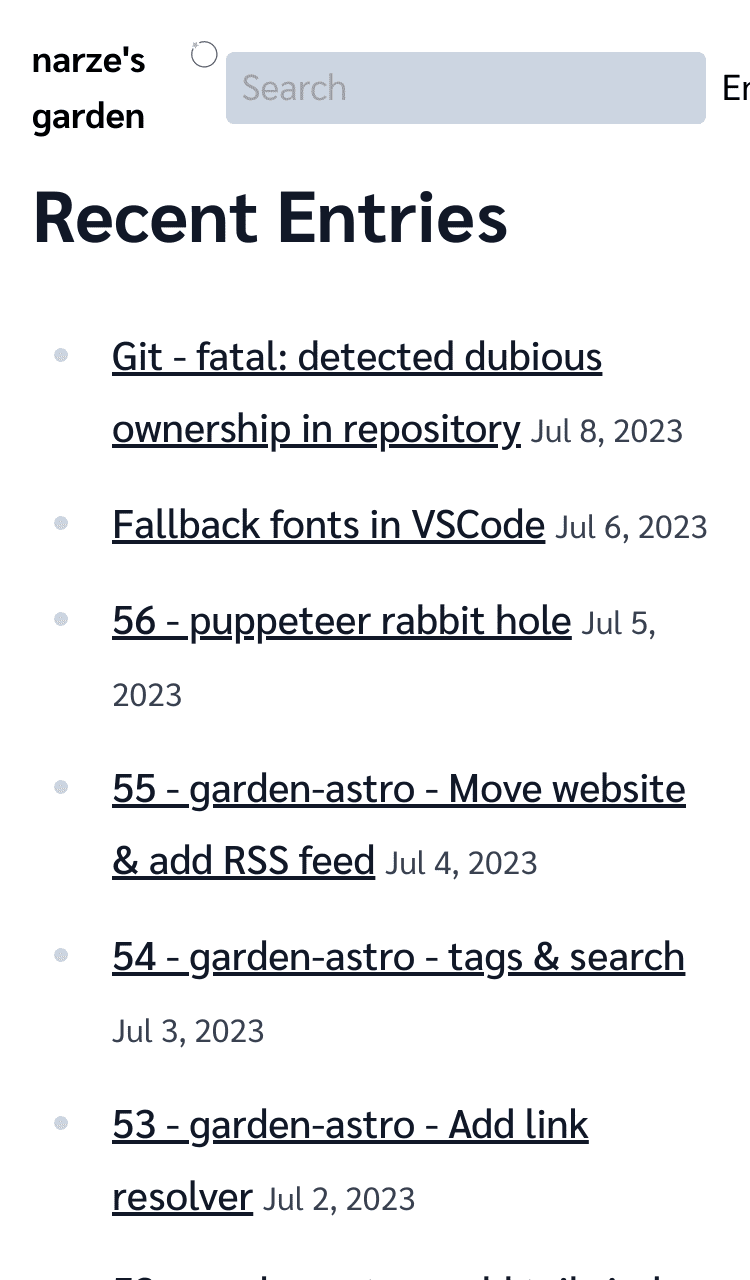 narze's
garden
Search
Recent Entries
Git - fatal: detected dubious
ownership in repository Jul 8, 2023
Fallback fonts in VSCode Jul 6, 2023
56 - puppeteer rabbit hole Jul 5,
2023
55 - garden-astro - Move website
& add RSS feed Jul 4, 2023
54 - garden-astro - tags & search
Jul 3, 2023
53 - garden-astro - Add link
resolver Jul 2, 2023